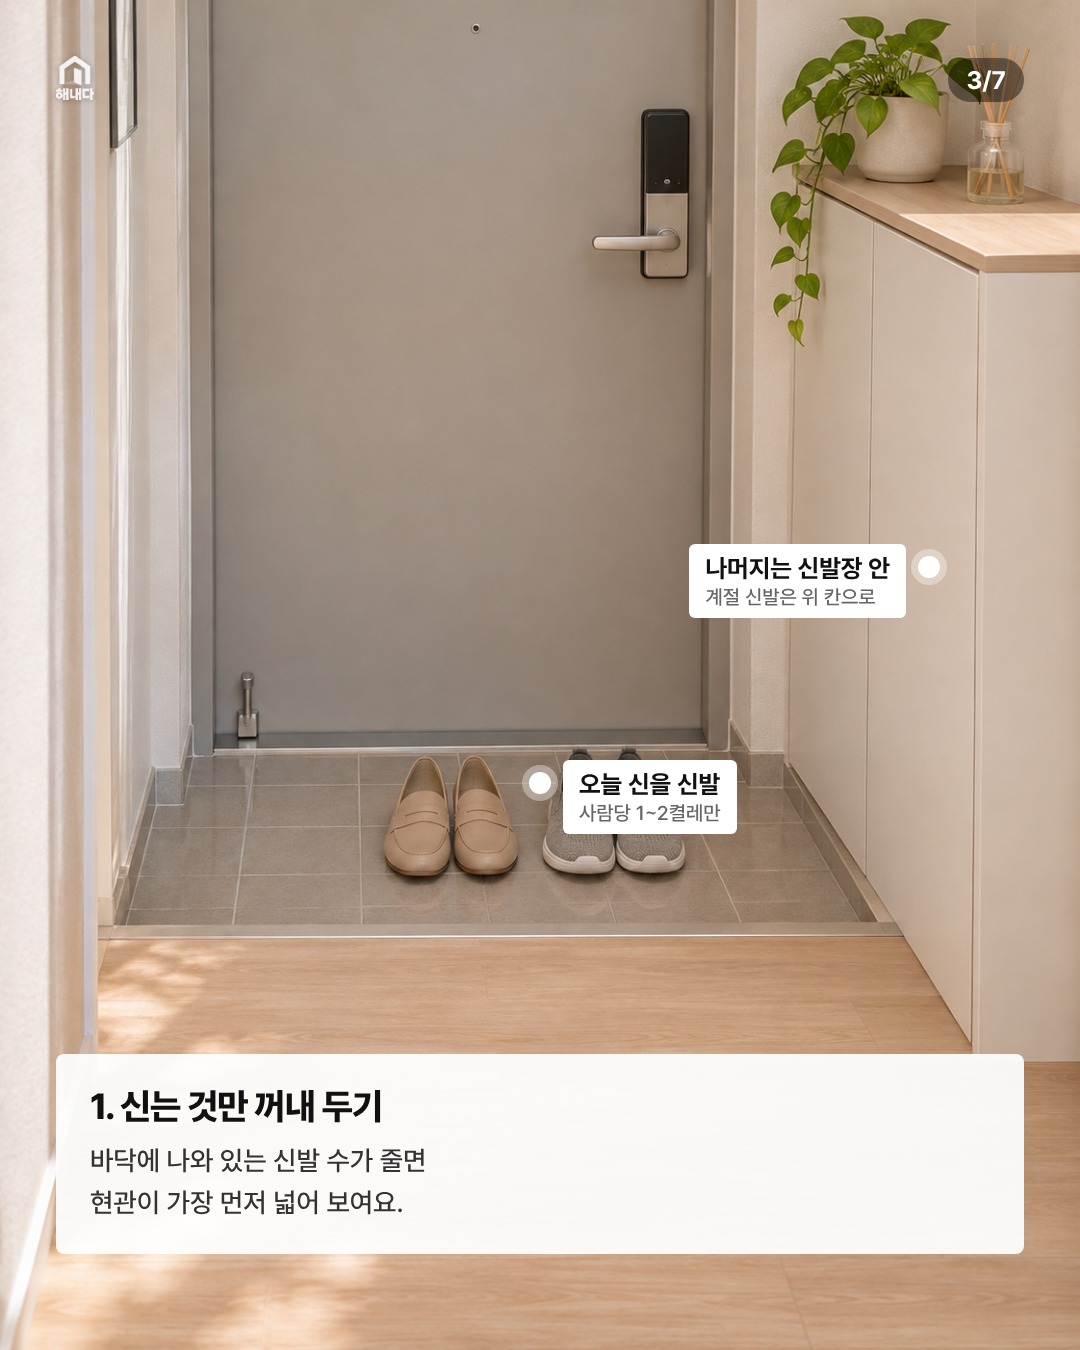 해내다
3/7
나머지는 신발장 안
계절 신발은 위 칸으로
오늘 신을 신발
사람당 1~2켤레만
1. 신는 것만 꺼내 두기
바닥에 나와 있는 신발 수가 줄면
현관이 가장 먼저 넓어 보여요.